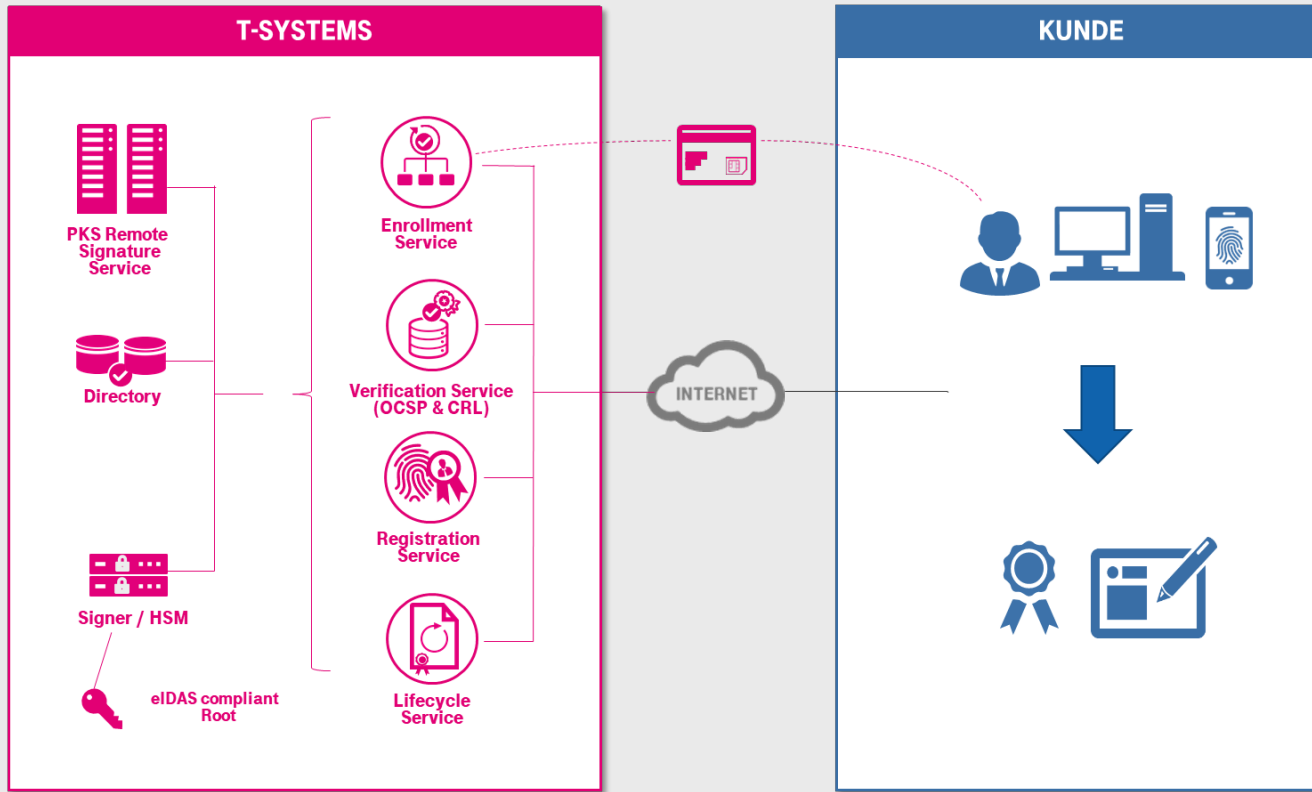 T-SYSTEMS
KUNDE
PKS Remote
Signature
Service
Directory
Signer / HSM
eIDAS compliant
Root
Enrollment
Service
Verification Service
(OCSP & CRL)
Registration
Service
Lifecycle
Service
INTERNET